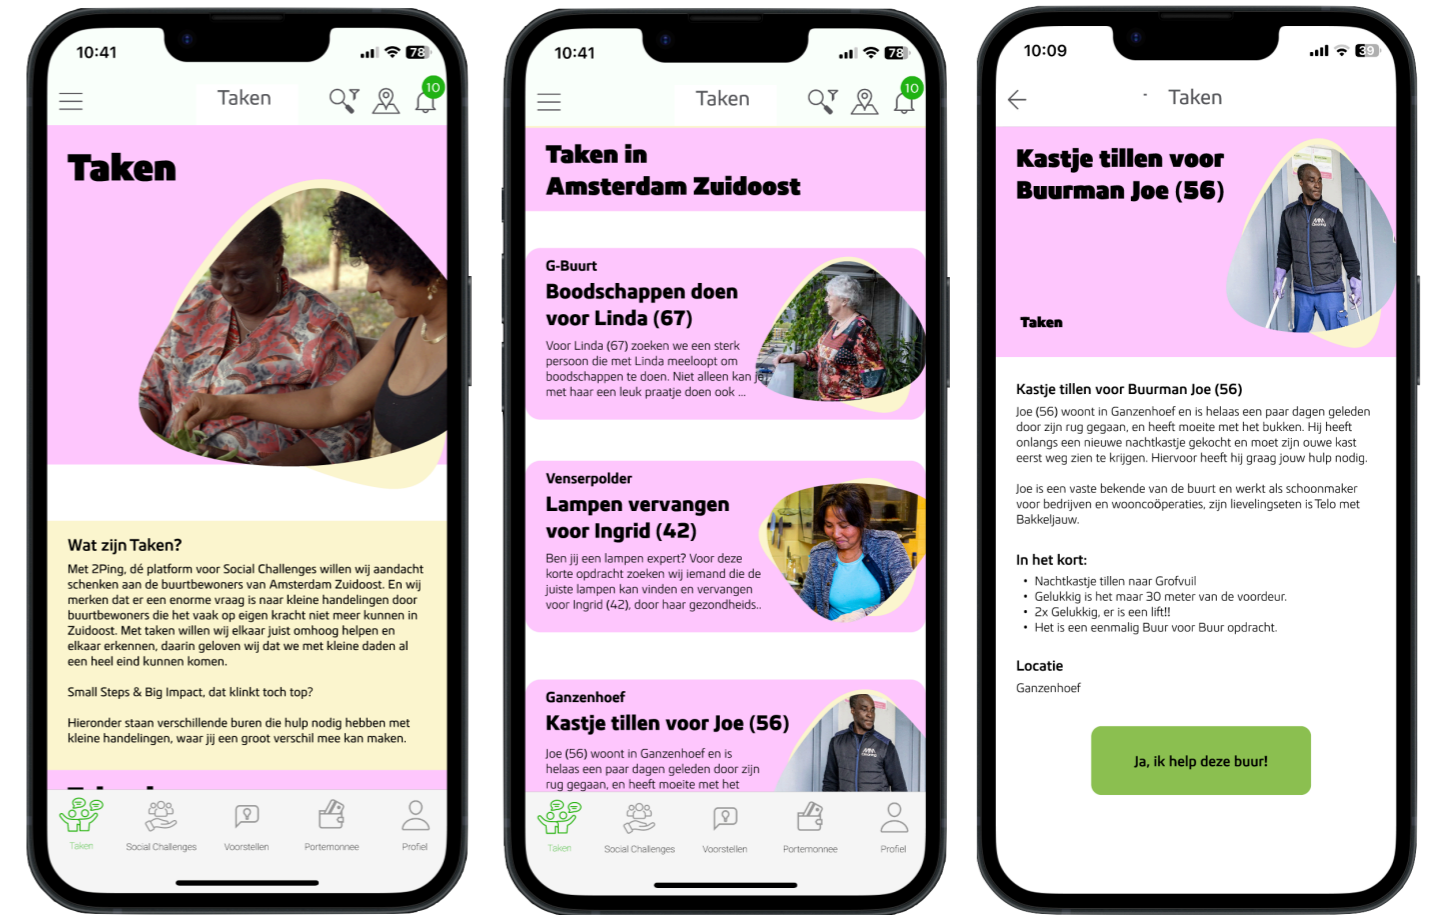 10:41
78
Taken
10
Taken
Wat zijn Taken?
Met 2Ping, dé platform voor Social Challenges willen wij aandacht
schenken aan de buurtbewoners van Amsterdam Zuidoost. En wij
merken dat er een enorme vraag is naar kleine handelingen door
buurtbewoners die het vaak op eigen kracht niet meer kunnen in
Zuidoost. Met taken willen wij elkaar juist omhoog helpen en
elkaar erkennen, daarin geloven wij dat we met kleine daden al
een heel eind kunnen komen.
Small Steps & Big Impact, dat klinkt toch top?
Hieronder staan verschillende buren die hulp nodig hebben met
kleine handelingen, waar jij een groot verschil mee kan maken.
Taken
Social Challenges
Voorstellen
Portemonnee
Profiel
10:41
78
Taken
10
Taken in
Amsterdam Zuidoost
G-Buurt
Boodschappen doen
voor Linda (67)
Voor Linda (67) zoeken we een sterk
persoon die met Linda meeloopt om
boodschappen te doen. Niet alleen kan je
met haar een leuk praatje doen ook ...
Venserpolder
Lampen vervangen
voor Ingrid (42)
Ben jij een lampen expert? Voor deze
korte opdracht zoeken wij iemand die de
juiste lampen kan vinden en vervangen
voor Ingrid (42), door haar gezondheids..
Ganzenhoef
Kastje tillen voor Joe (56)
Joe (56) woont in Ganzenhoef en is
helaas een paar dagen geleden door zijn
rug gegaan, en heeft moeite met het
Taken
Social Challenges
Voorstellen
Portemonnee
Profiel
10:09
39
- Taken
Kastje tillen voor
Buurman Joe (56)
Taken
Kastje tillen voor Buurman Joe (56)
Joe (56) woont in Ganzenhoef en is helaas een paar dagen geleden
door zijn rug gegaan, en heeft moeite met het bukken. Hij heeft
onlangs een nieuwe nachtkastje gekocht en moet zijn ouwe kast
eerst weg zien te krijgen. Hiervoor heeft hij graag jouw hulp nodig.
Joe is een vaste bekende van de buurt en werkt als schoonmaker
voor bedrijven en wooncoöperaties, zijn lievelingseten is Telo met
Bakkeljauw.
In het kort:
• Nachtkastje tillen naar Grofvuil
• Gelukkig is het maar 30 meter van de voordeur.
• 2x Gelukkig, er is een lift!!
• Het is een eenmalig Buur voor Buur opdracht.
Locatie
Ganzenhoef
Ja, ik help deze buur!